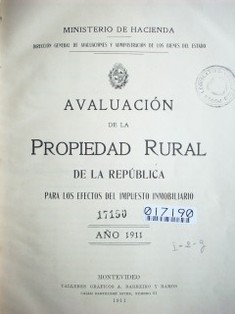 MINISTERIO DE HACIENDA
DIRECCIÓN GENERAL DE AVALUACIONES Y ADMINISTRACIÓN DE LOS BIENES DEL ESTADO
AVALUACIÓN
DE LA
PROPIEDAD RURAL
DE LA REPÚBLICA
PARA LOS EFECTOS DEL IMPUESTO INMOBILIARIO
17150
017190
AÑO 1911
MONTEVIDEO
TALLERES GRÁFICOS A. BARREIRO Y RAMOS
1911